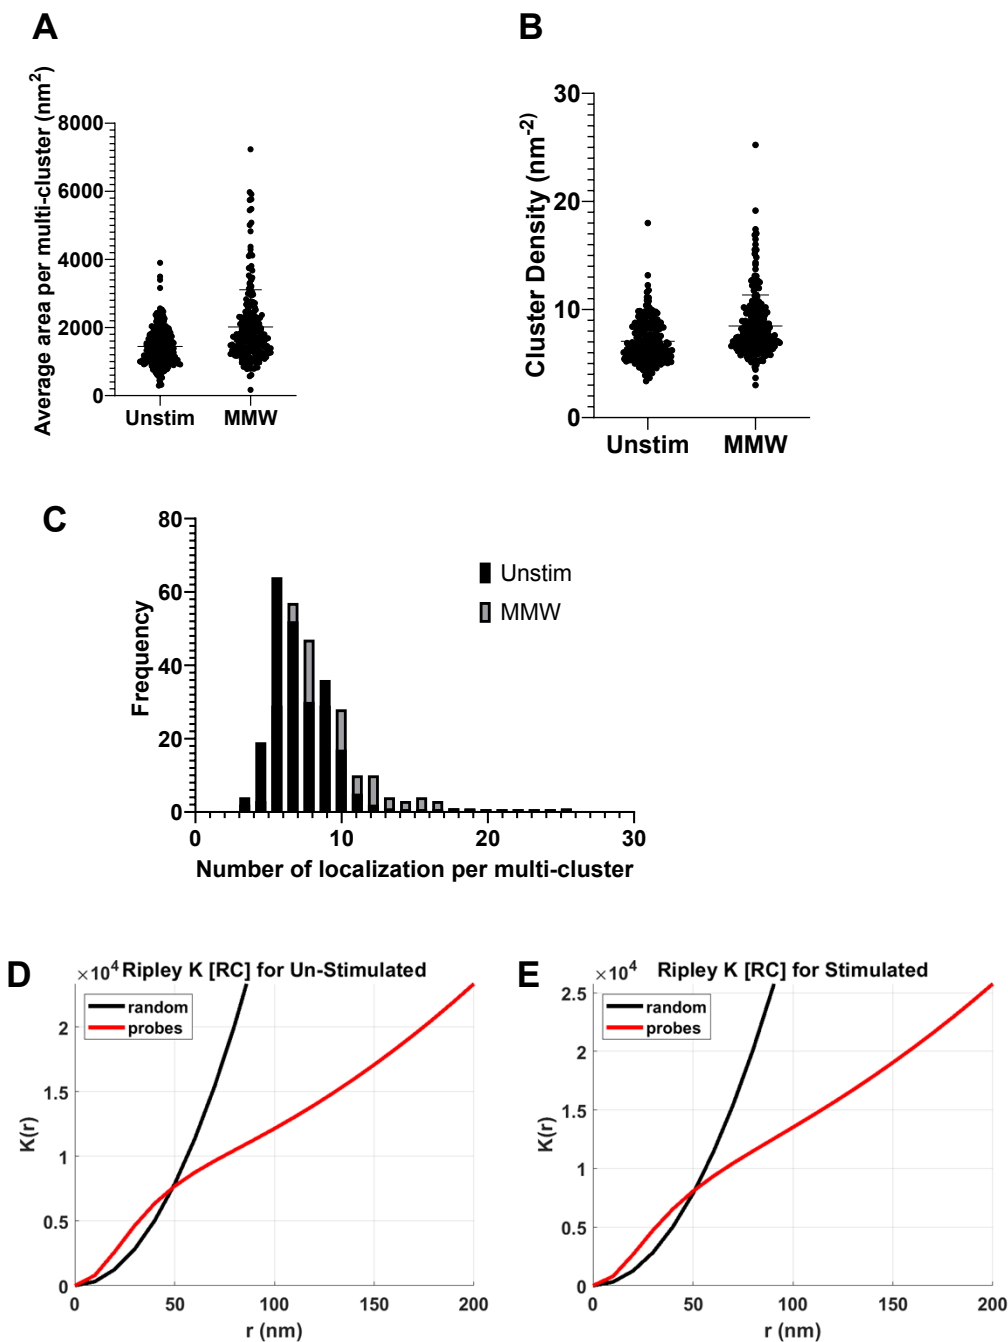 A
Average area per multi-cluster (nm²)
8000
6000
4000
2000
0
Unstim MMW
B
Cluster Density (nm⁻²)
30
20
10
0
Unstim MMW
C
Frequency
80
60
40
20
0
0 10 20 30
Number of localization per multi-cluster
Unstim
MMW
D
×10⁴ Ripley K [RC] for Un-Stimulated
random
probes
K(r)
2
1.5
1
0.5
0
0 50 100 150 200
r (nm)
E
×10⁴ Ripley K [RC] for Stimulated
random
probes
K(r)
2.5
2
1.5
1
0.5
0
0 50 100 150 200
r (nm)